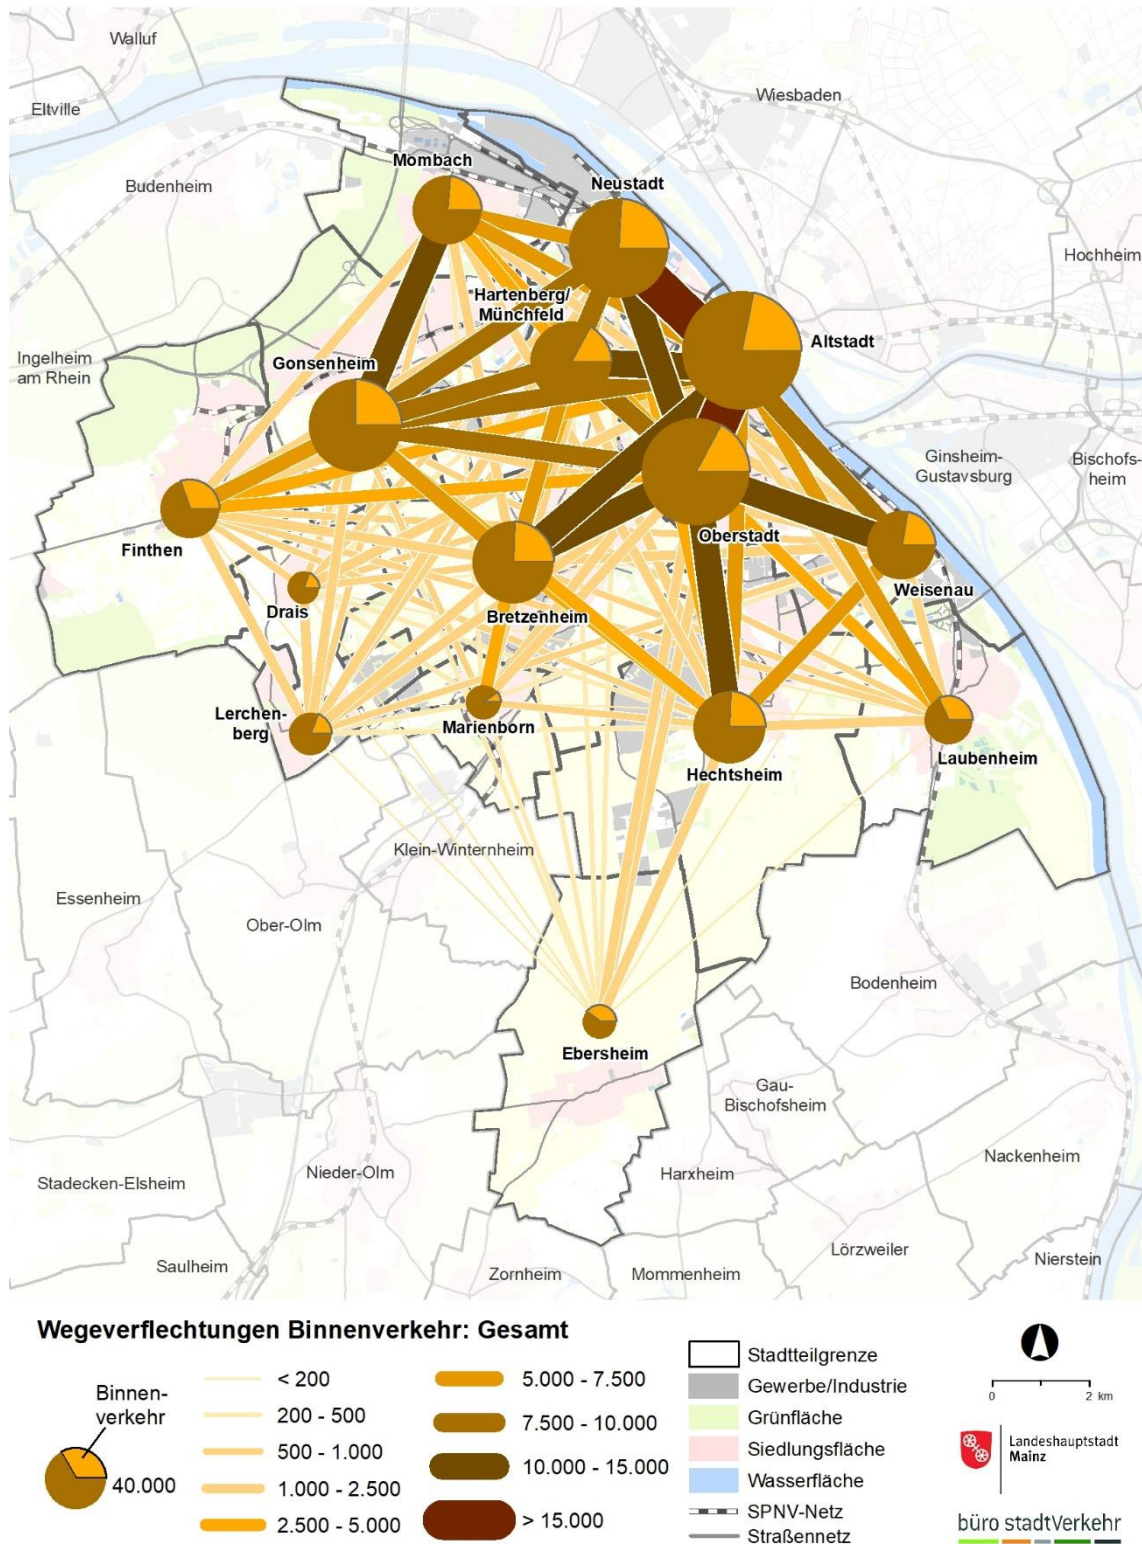 Walluf
Eltville
Wiesbaden
Mombach
Neustadt
Budenheim
Hochheim
Hartenberg/
Münchfeld
Altstadt
Ingelheim
am Rhein
Gonsenheim
Ginsheim-
Gustavsburg
Bischofs-
heim
Finthen
Oberstadt
Weisenau
Drais
Bretzenheim
Lerchen-
berg
Marienborn
Hechtsheim
Laubenheim
Klein-Winternheim
Essenheim
Ober-Olm
Bodenheim
Ebersheim
Gau-
Bischofsheim
Stadecken-Elsheim
Nieder-Olm
Harxheim
Nackenheim
Saulheim
Zornheim
Mommenheim
Lörzweiler
Nierstein
Wegeverflechtungen Binnenverkehr: Gesamt
Binnen-
verkehr
40.000
< 200
200 - 500
500 - 1.000
1.000 - 2.500
2.500 - 5.000
5.000 - 7.500
7.500 - 10.000
10.000 - 15.000
> 15.000
Stadtteilgrenze
Gewerbe/Industrie
Grünfläche
Siedlungsfläche
Wasserfläche
SPNV-Netz
Straßennetz
0 2 km
Landeshauptstadt
Mainz
büro stadtVerkehr